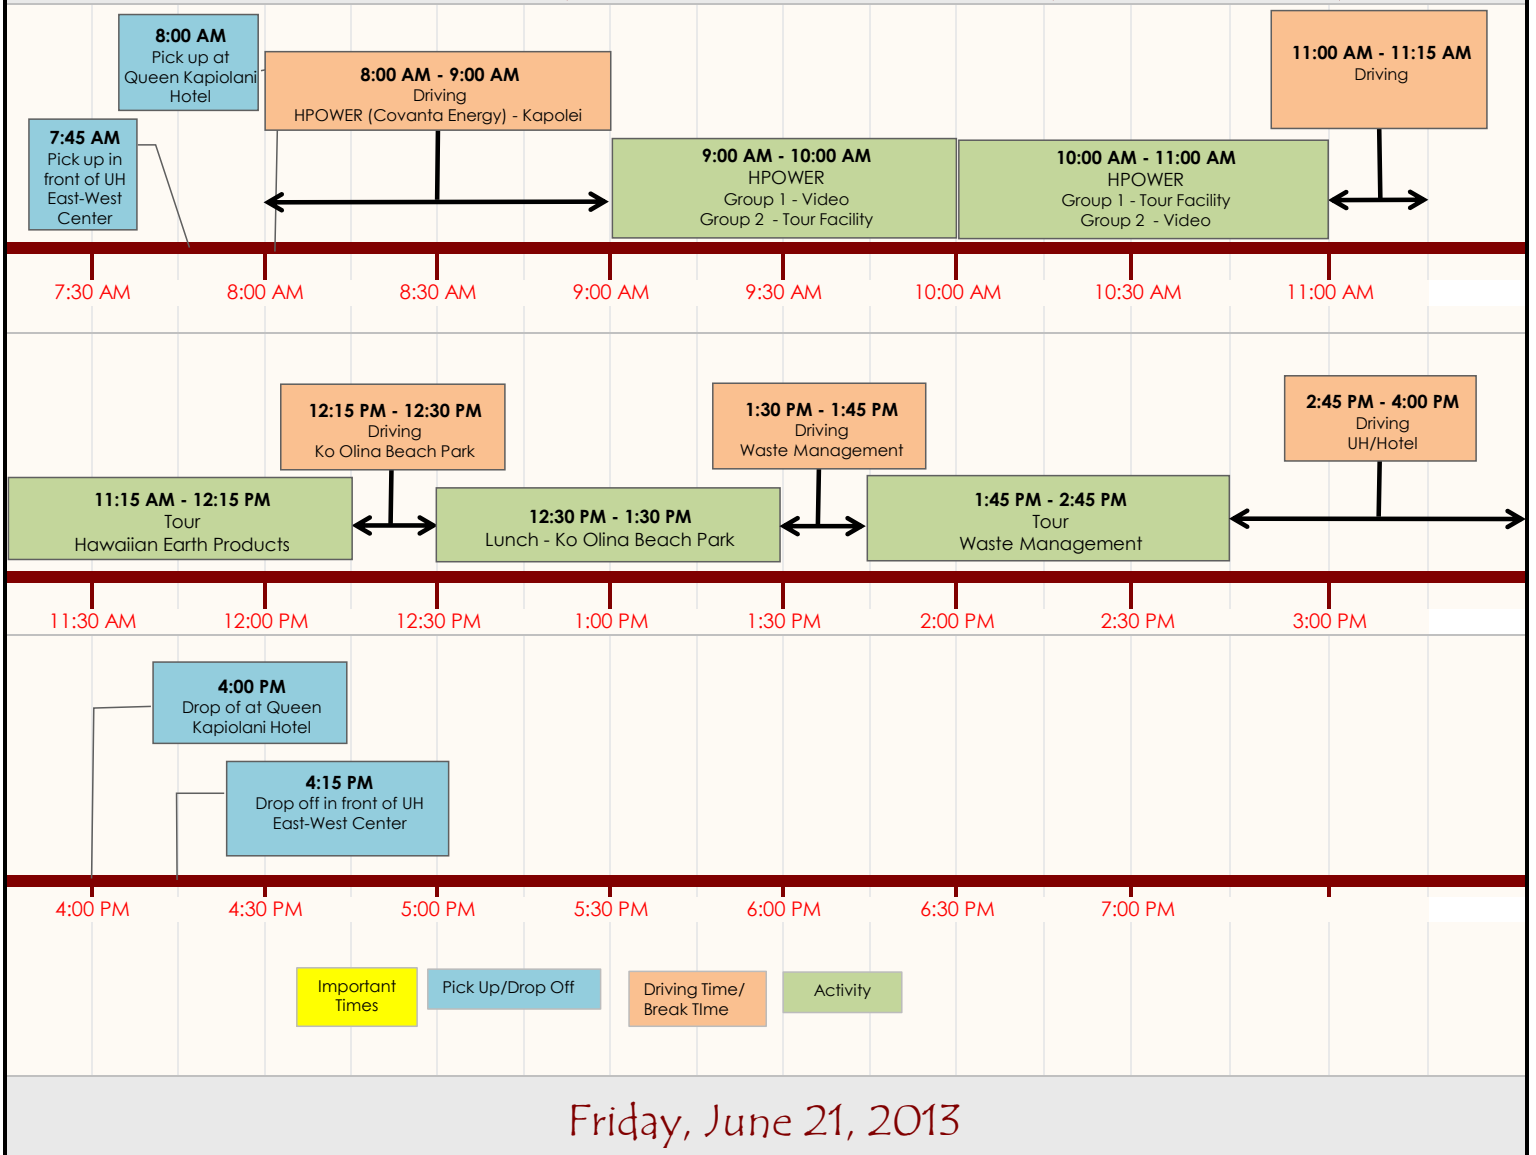 8:00 AM
Pick up at
Queen Kapiolani
Hotel
7:45 AM
Pick up in
front of UH
East-West
Center
8:00 AM - 9:00 AM
Driving
HPOWER (Covanta Energy) - Kapolei
9:00 AM - 10:00 AM
HPOWER
Group 1 - Video
Group 2 - Tour Facility
10:00 AM - 11:00 AM
HPOWER
Group 1 - Tour Facility
Group 2 - Video
11:00 AM - 11:15 AM
Driving
7:30 AM 8:00 AM 8:30 AM 9:00 AM 9:30 AM 10:00 AM 10:30 AM 11:00 AM
11:15 AM - 12:15 PM
Tour
Hawaiian Earth Products
12:15 PM - 12:30 PM
Driving
Ko Olina Beach Park
12:30 PM - 1:30 PM
Lunch - Ko Olina Beach Park
1:30 PM - 1:45 PM
Driving
Waste Management
1:45 PM - 2:45 PM
Tour
Waste Management
2:45 PM - 4:00 PM
Driving
UH/Hotel
11:30 AM 12:00 PM 12:30 PM 1:00 PM 1:30 PM 2:00 PM 2:30 PM 3:00 PM
4:00 PM
Drop of at Queen
Kapiolani Hotel
4:15 PM
Drop off in front of UH
East-West Center
4:00 PM 4:30 PM 5:00 PM 5:30 PM 6:00 PM 6:30 PM 7:00 PM
Important
Times
Pick Up/Drop Off
Driving Time/
Break TIme
Activity
Friday, June 21, 2013